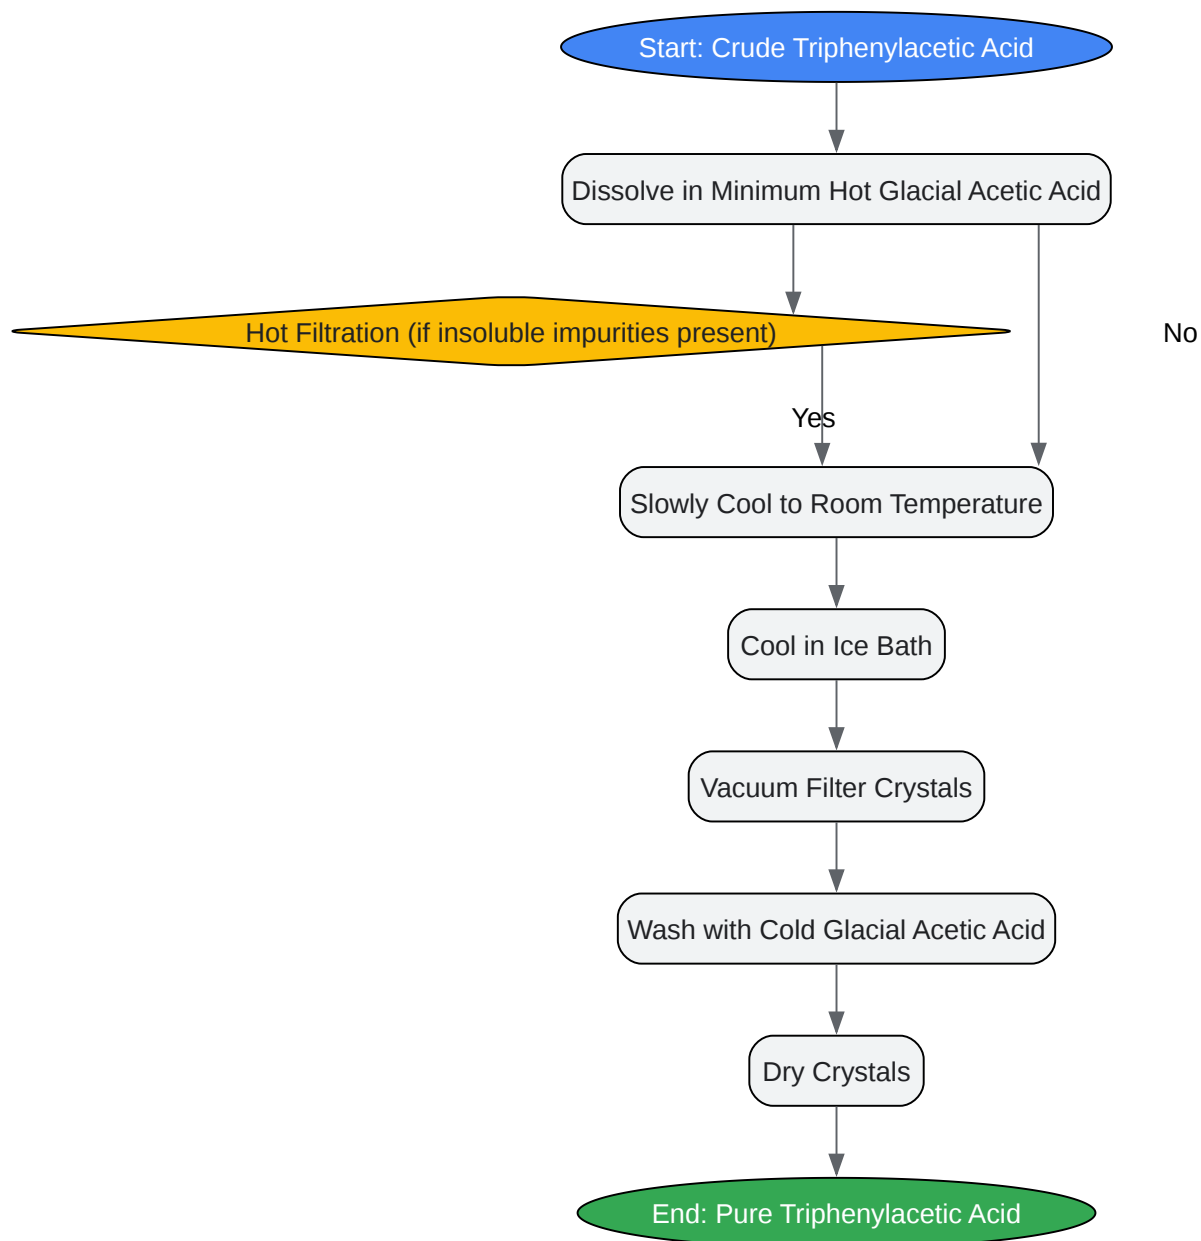 Start: Crude Triphenylacetic Acid
Dissolve in Minimum Hot Glacial Acetic Acid
Hot Filtration (if insoluble impurities present)
No
Yes
Slowly Cool to Room Temperature
Cool in Ice Bath
Vacuum Filter Crystals
Wash with Cold Glacial Acetic Acid
Dry Crystals
End: Pure Triphenylacetic Acid